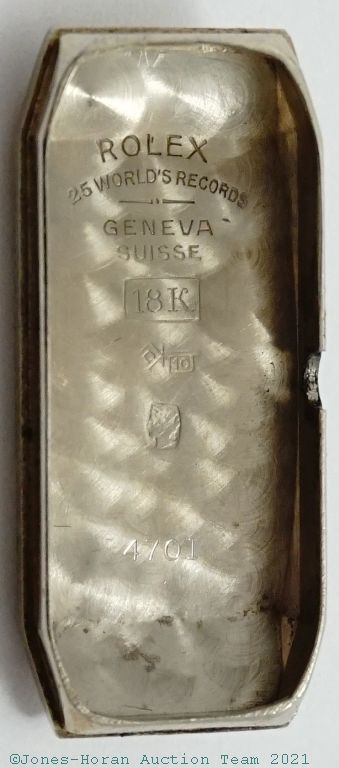 ROLEX
25 WORLD'S RECORDS
GENEVA
SUISSE
18K
10
4701
©Jones-Horan Auction Team 2021